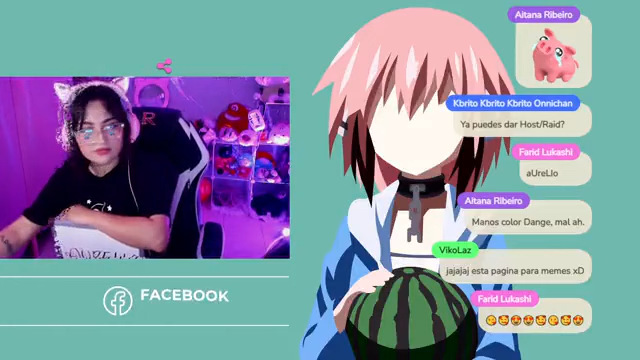 Aitana Ribeiro
Kbrito Kbrito Kbrito Onnichan
Ya puedes dar Host/Raid?
Farid Lukashi
aUreLIo
Aitana Ribeiro
Manos color Dange, mal ah.
VikoLaz
jajajaj esta pagina para memes xD
Farid Lukashi
FACEBOOK